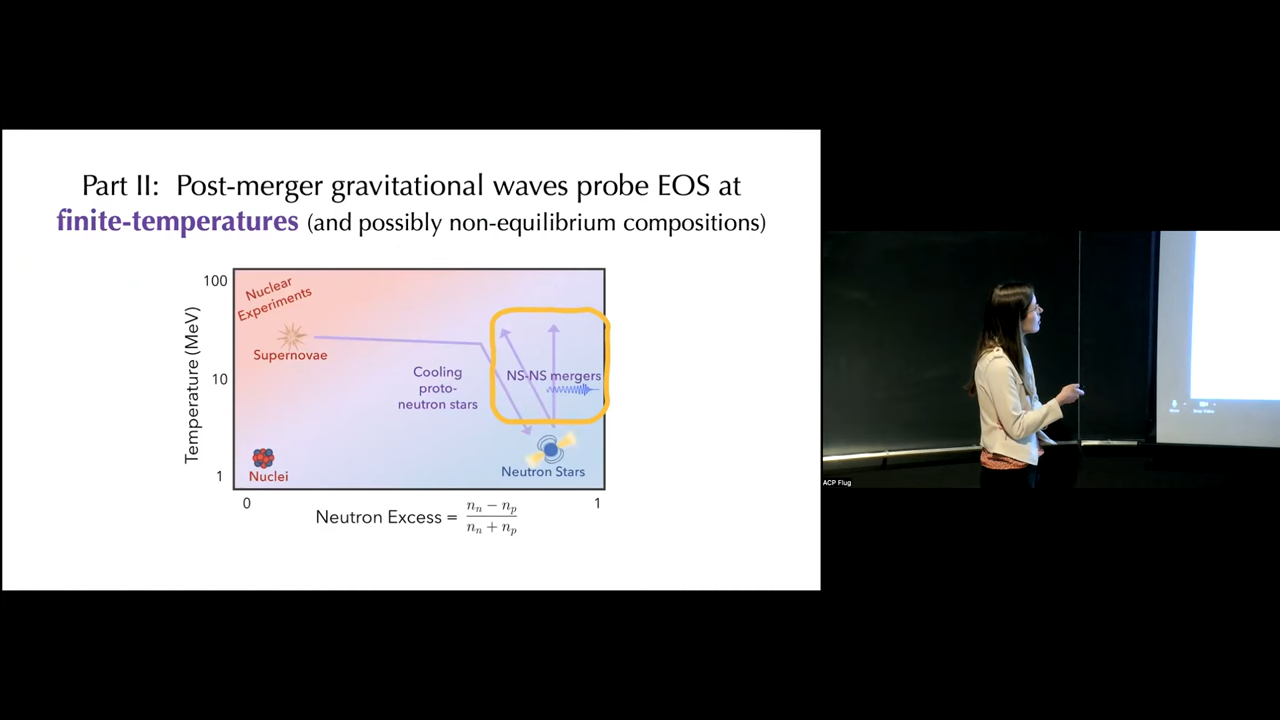 Part II: Post-merger gravitational waves probe EOS at
finite-temperatures (and possibly non-equilibrium compositions)
100
Nuclear
Experiments
Supernovae
Temperature (MeV)
10
Cooling
proto-
neutron stars
NS-NS mergers
1
Nuclei
Neutron Stars
0
1
Neutron Excess = \frac{n_n - n_p}{n_n + n_p}
ACP Flug